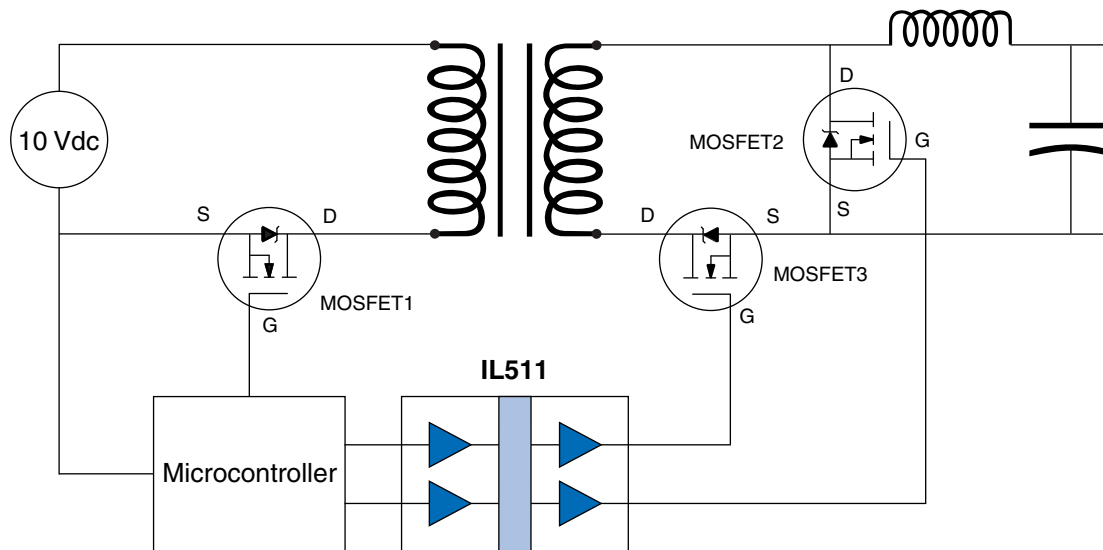 D
10 Vdc
MOSFET2
G
S
D
D
S
S
MOSFET3
MOSFET1
G
G
IL511
Microcontroller